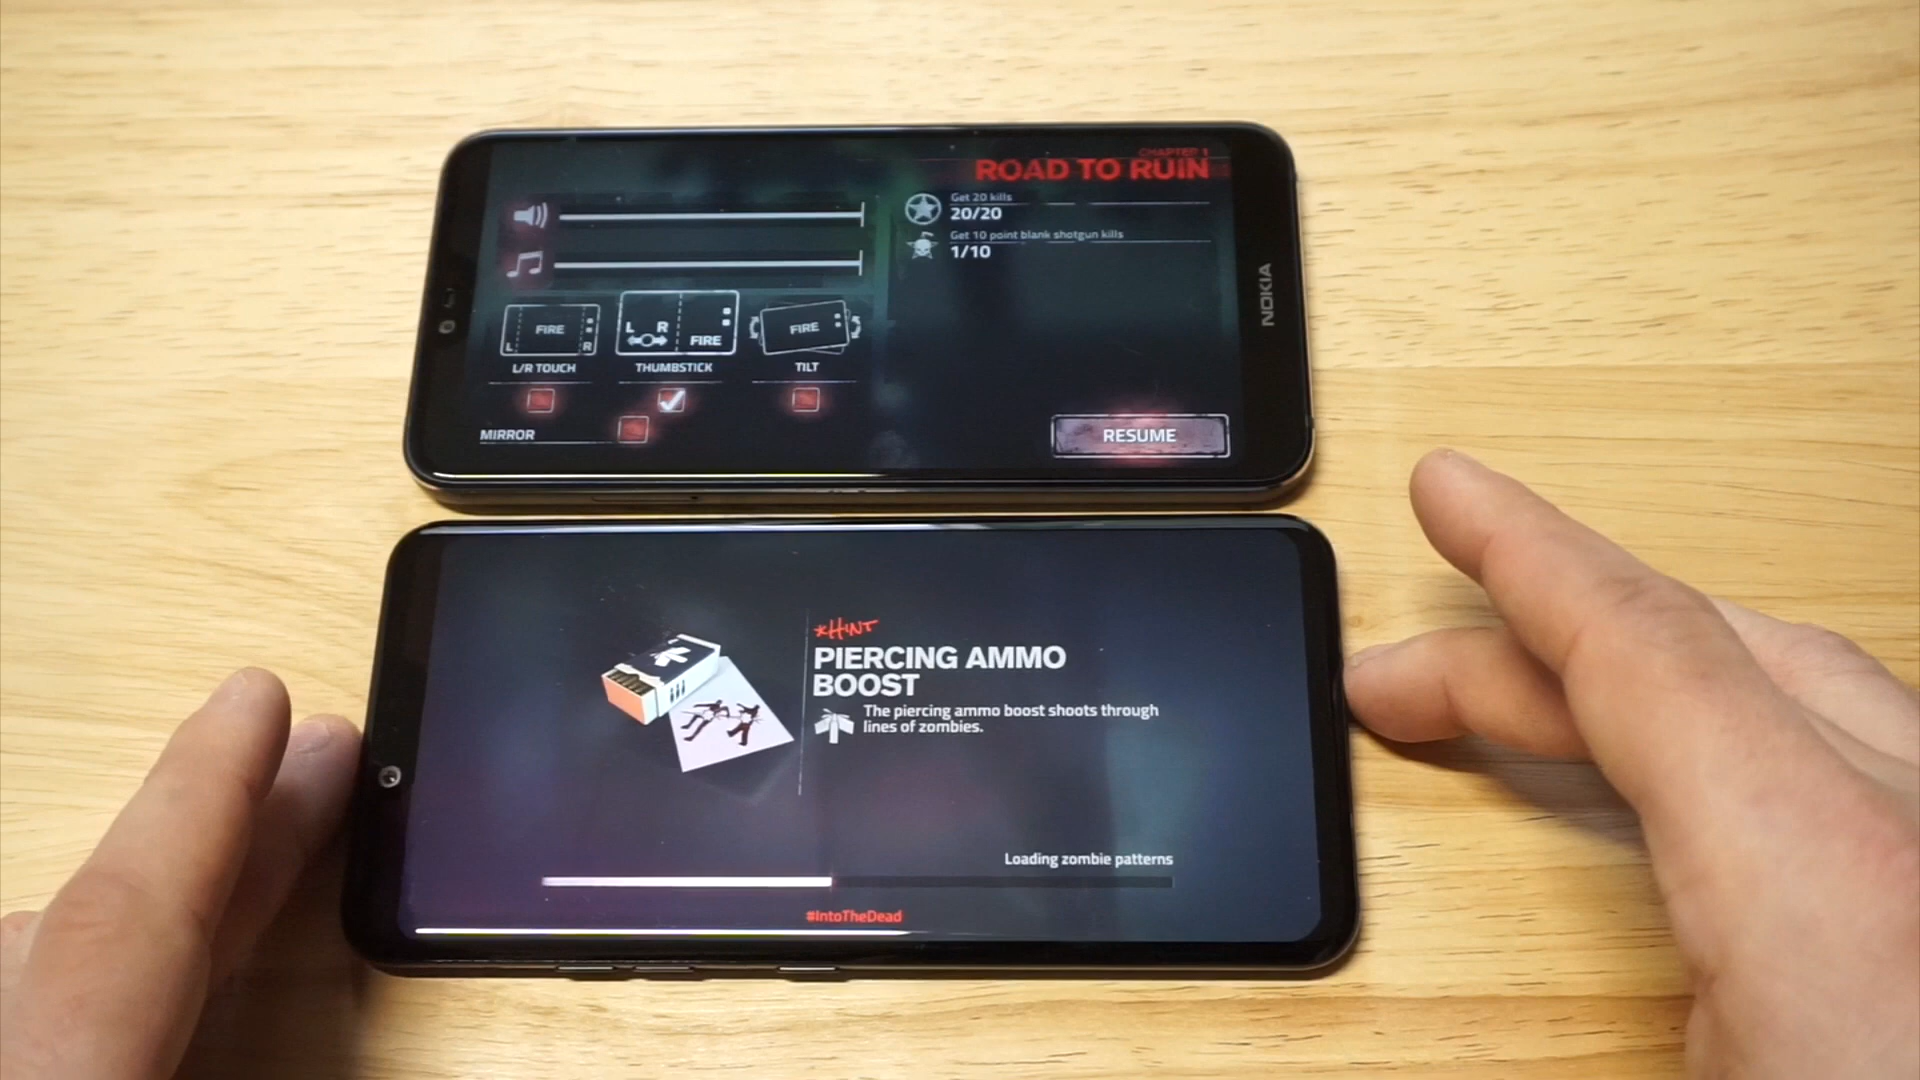 CHAPTER 1
ROAD TO RUIN
Get 20 kills
20/20
Get 10 point blank shotgun kills
1/10
FIRE
L
R
L/R TOUCH
L R
FIRE
THUMBSTICK
FIRE
TILT
MIRROR
RESUME
NOKIA
*HINT
PIERCING AMMO
BOOST
The piercing ammo boost shoots through
lines of zombies.
Loading zombie patterns
#IntoTheDead